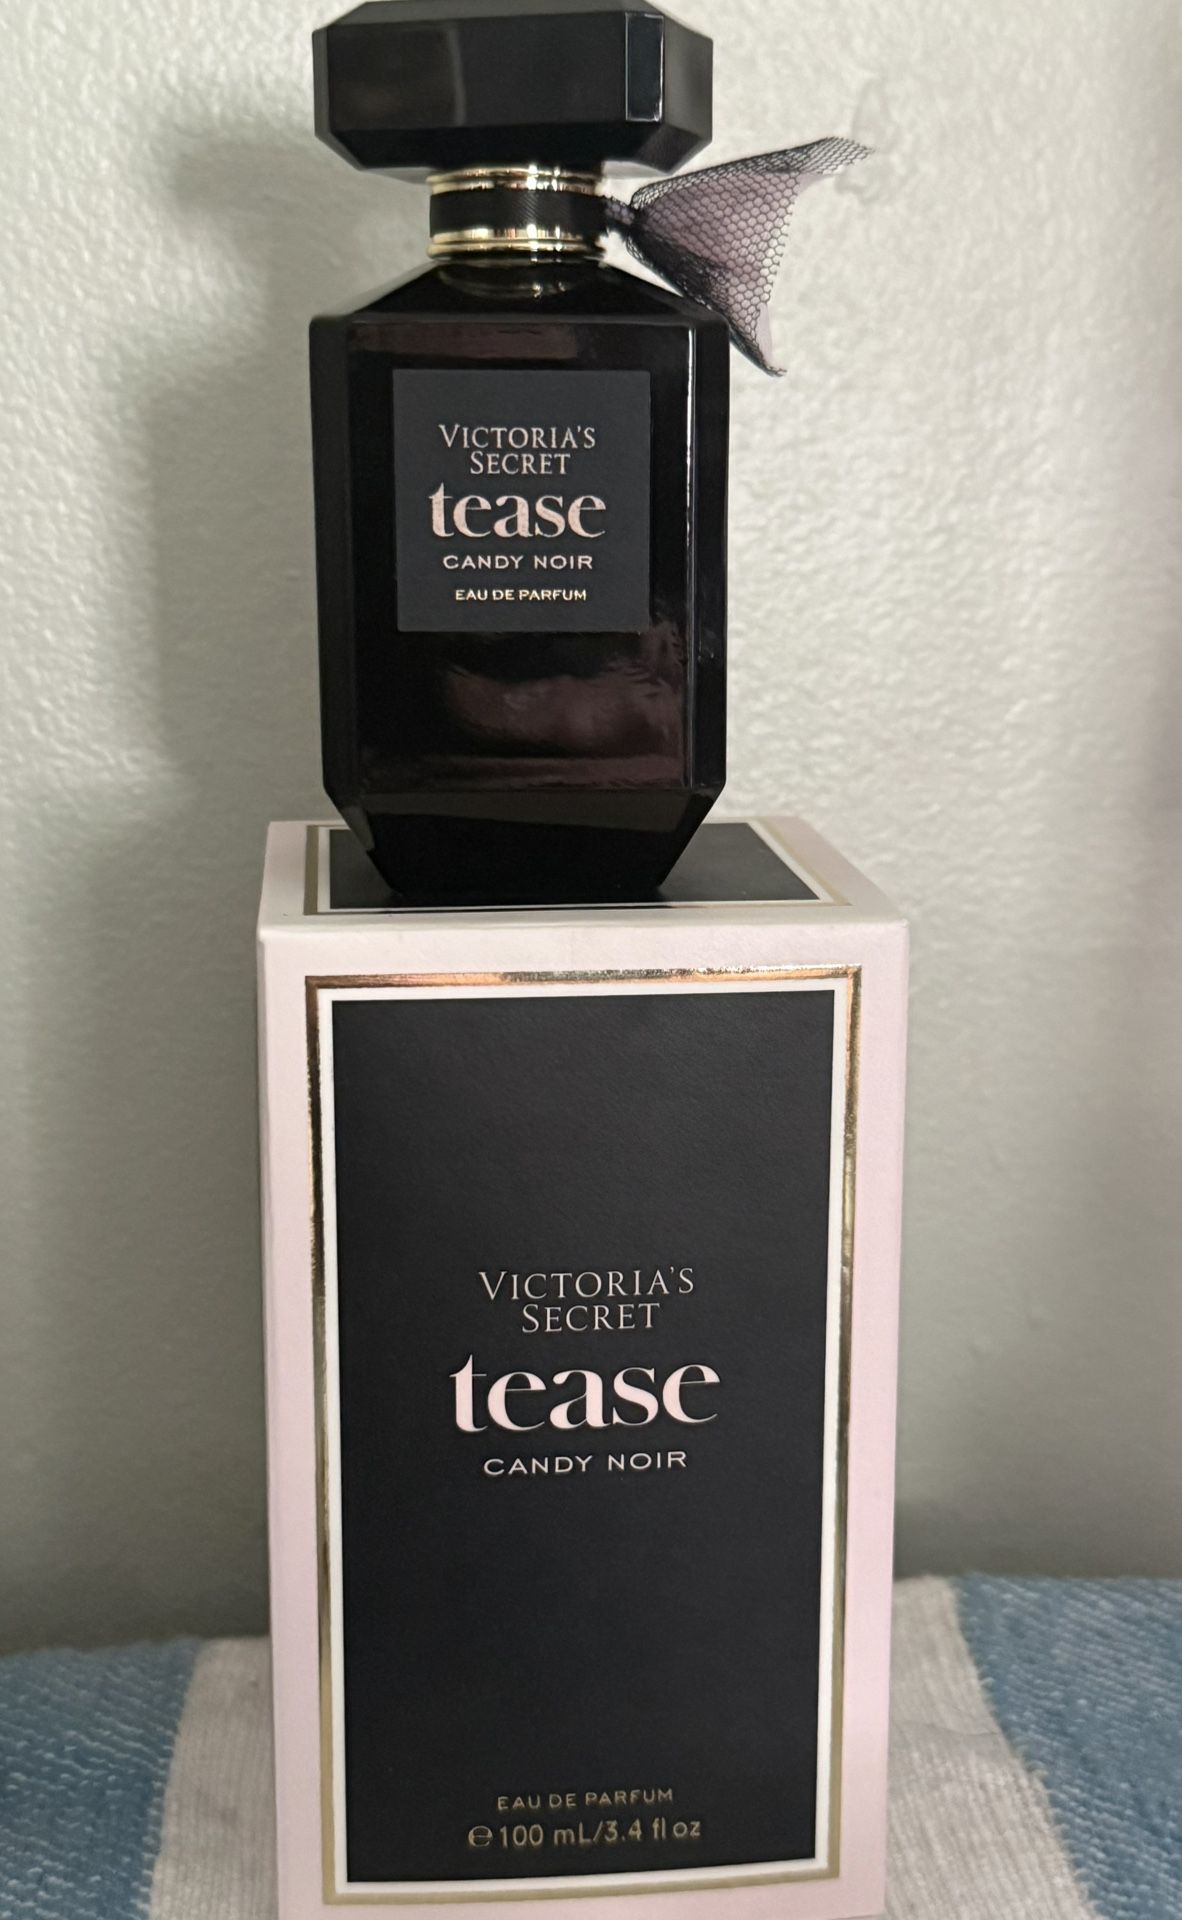 VICTORIA'S
SECRET
tease
CANDY NOIR
EAU DE PARFUM
VICTORIA'S
SECRET
tease
CANDY NOIR
EAU DE PARFUM
℮ 100 mL/3.4 fl oz